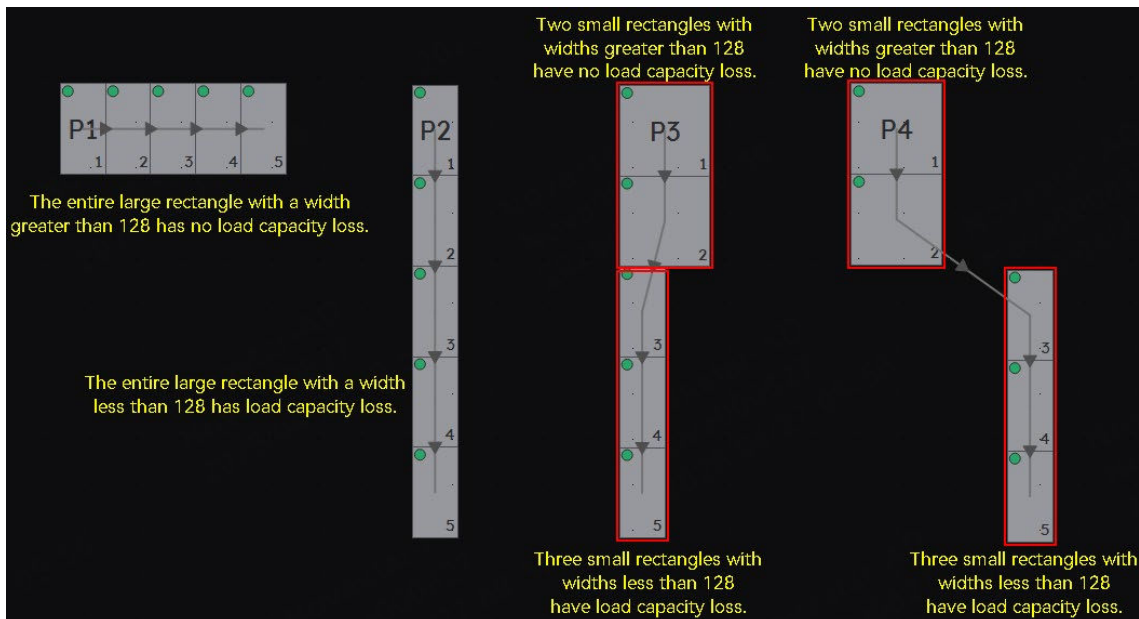 Two small rectangles with
widths greater than 128
have no load capacity loss.
Two small rectangles with
widths greater than 128
have no load capacity loss.
P1
.1
.2
.3
.4
.5
The entire large rectangle with a width
greater than 128 has no load capacity loss.
P2
1
2
3
4
5
The entire large rectangle with a width
less than 128 has load capacity loss.
P3
1
2
3
4
5
Three small rectangles with
widths less than 128
have load capacity loss.
P4
1
2
3
4
5
Three small rectangles with
widths less than 128
have load capacity loss.